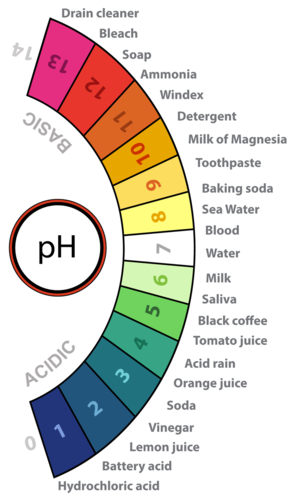 Drain cleaner
14
13
Bleach
Soap
12
Ammonia
BASIC
11
Windex
Detergent
10
Milk of Magnesia
Toothpaste
9
Baking soda
8
Sea Water
Blood
pH
7
Water
6
Milk
Saliva
5
Black coffee
4
Tomato juice
ACIDIC
Acid rain
3
Orange juice
2
Soda
1
Vinegar
0
Lemon juice
Battery acid
Hydrochloric acid